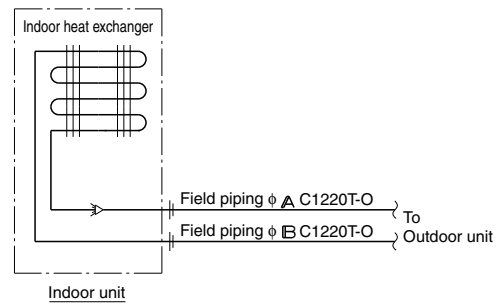 Indoor heat exchanger
Field piping ϕ A C1220T-O
Field piping ϕ B C1220T-O
To
Outdoor unit
Indoor unit